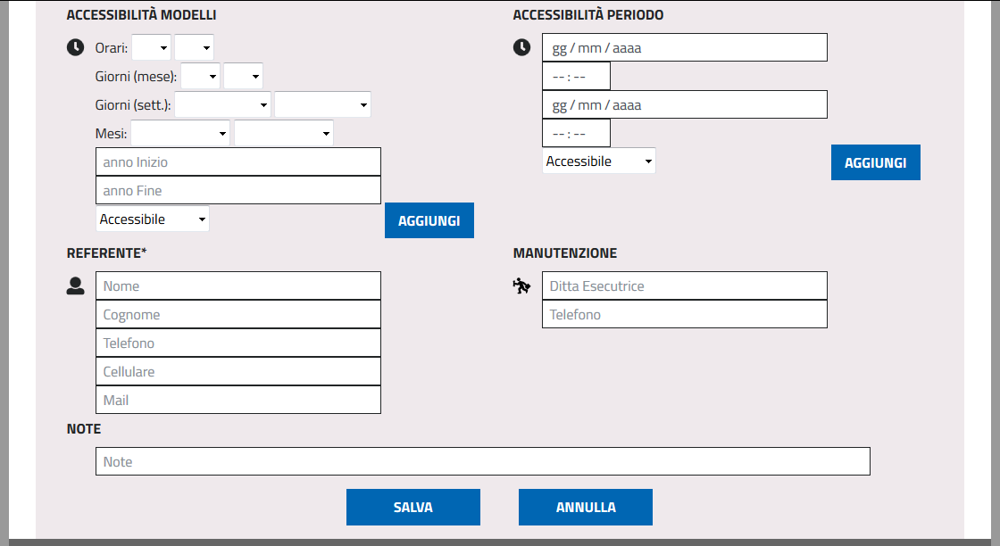 ACCESSIBILITÀ MODELLI
Orari:
Giorni (mese):
Giorni (sett.):
Mesi:
anno Inizio
anno Fine
Accessibile
AGGIUNGI
ACCESSIBILITÀ PERIODO
gg / mm / aaaa
-- : --
gg / mm / aaaa
-- : --
Accessibile
AGGIUNGI
REFERENTE*
Nome
Cognome
Telefono
Cellulare
Mail
MANUTENZIONE
Ditta Esecutrice
Telefono
NOTE
Note
SALVA
ANNULLA